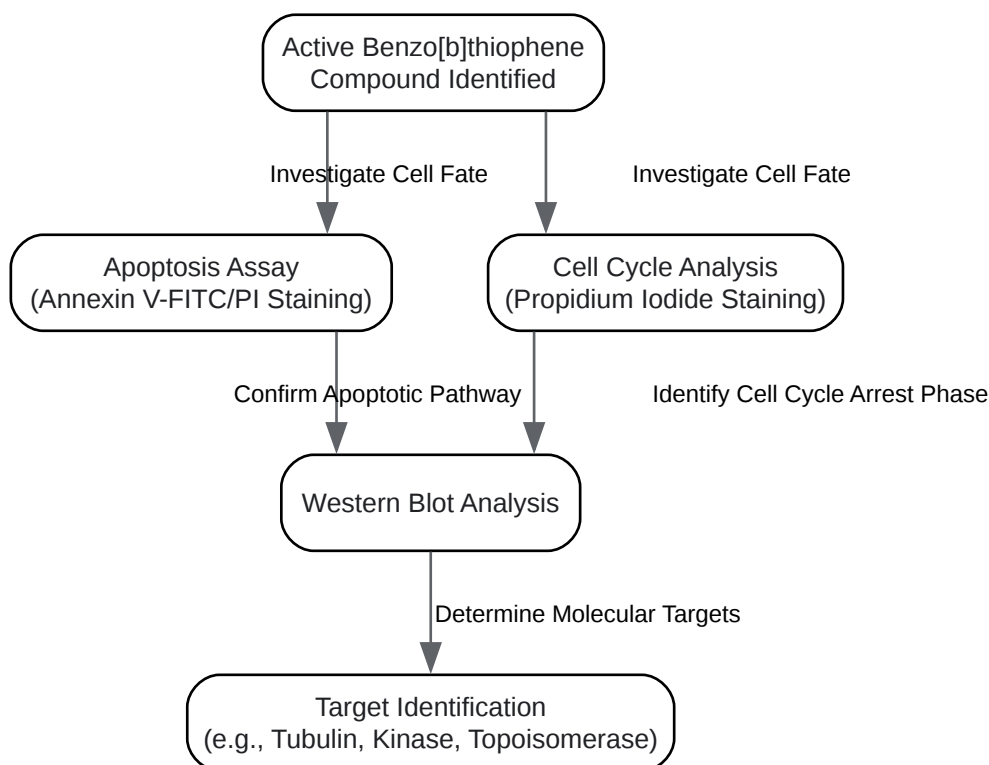 Active Benzo[b]thiophene
Compound Identified
Investigate Cell Fate
Investigate Cell Fate
Apoptosis Assay
(Annexin V-FITC/PI Staining)
Cell Cycle Analysis
(Propidium Iodide Staining)
Confirm Apoptotic Pathway
Identify Cell Cycle Arrest Phase
Western Blot Analysis
Determine Molecular Targets
Target Identification
(e.g., Tubulin, Kinase, Topoisomerase)